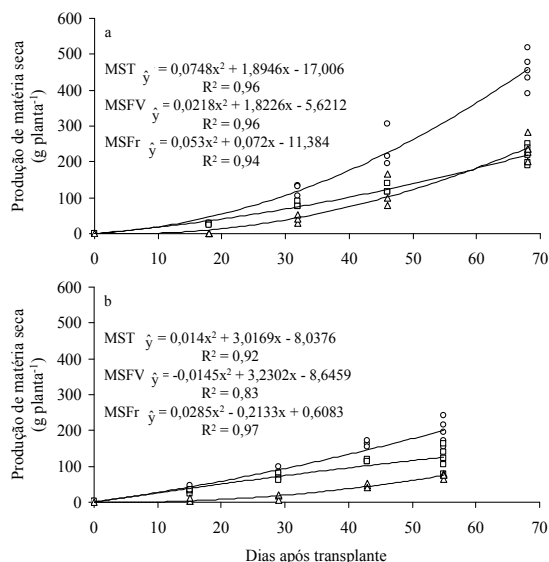 600
500
400
300
200
100
0
Produção de matéria seca
(g planta-1)
a
MST ŷ = 0,0748x² + 1,8946x - 17,006
R² = 0,96
MSFV ŷ = 0,0218x² + 1,8226x - 5,6212
R² = 0,96
MSFr ŷ = 0,053x² + 0,072x - 11,384
R² = 0,94
0 10 20 30 40 50 60 70
600
500
400
300
200
100
0
Produção de matéria seca
(g planta-1)
b
MST ŷ = 0,014x² + 3,0169x - 8,0376
R² = 0,92
MSFV ŷ = -0,0145x² + 3,2302x - 8,6459
R² = 0,83
MSFr ŷ = 0,0285x² - 0,2133x + 0,6083
R² = 0,97
0 10 20 30 40 50 60 70
Dias após transplante